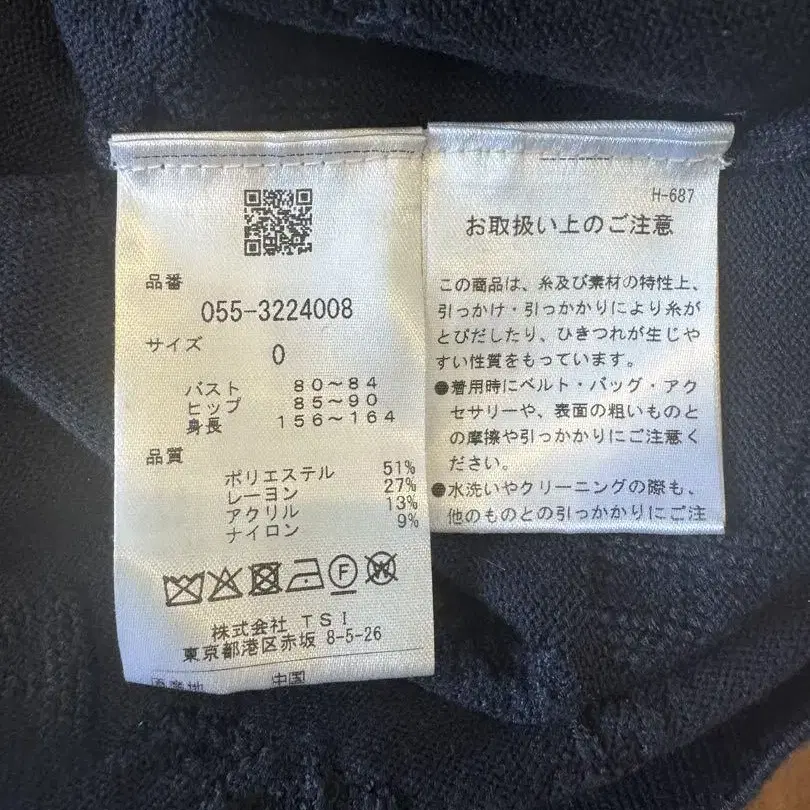 品番
055-3224008
サイズ
0
バスト 80～84
ヒップ 85～90
身長 156～164
品質
ポリエステル 51%
レーヨン 27%
アクリル 13%
ナイロン 9%
F
W
株式会社 TSI
東京都港区赤坂 8-5-26
原産地 中国
H-687
お取扱い上のご注意
この商品は、糸及び素材の特性上、
引っかけ・引っかかりにより糸が
とびだしたり、ひきつれが生じや
すい性質をもっています。
●着用時にベルト・バッグ・アク
セサリーや、表面の粗いものと
の摩擦や引っかかりにご注意く
ださい。
●水洗いやクリーニングの際も、
他のものとの引っかかりにご注